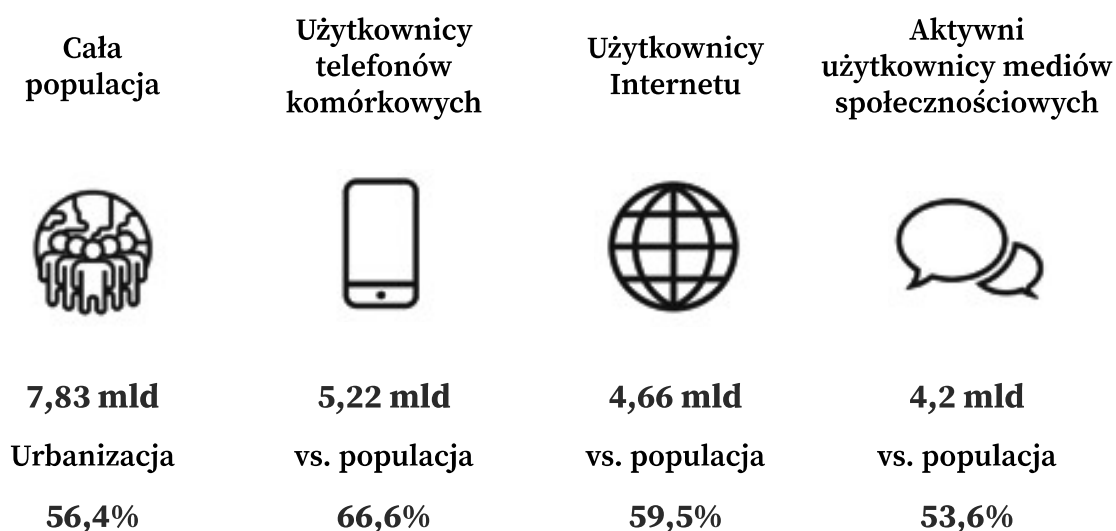 Cała
populacja
Użytkownicy
telefonów
komórkowych
Użytkownicy
Internetu
Aktywni
użytkownicy mediów
społecznościowych
7,83 mld
5,22 mld
4,66 mld
4,2 mld
Urbanizacja
vs. populacja
vs. populacja
vs. populacja
56,4%
66,6%
59,5%
53,6%